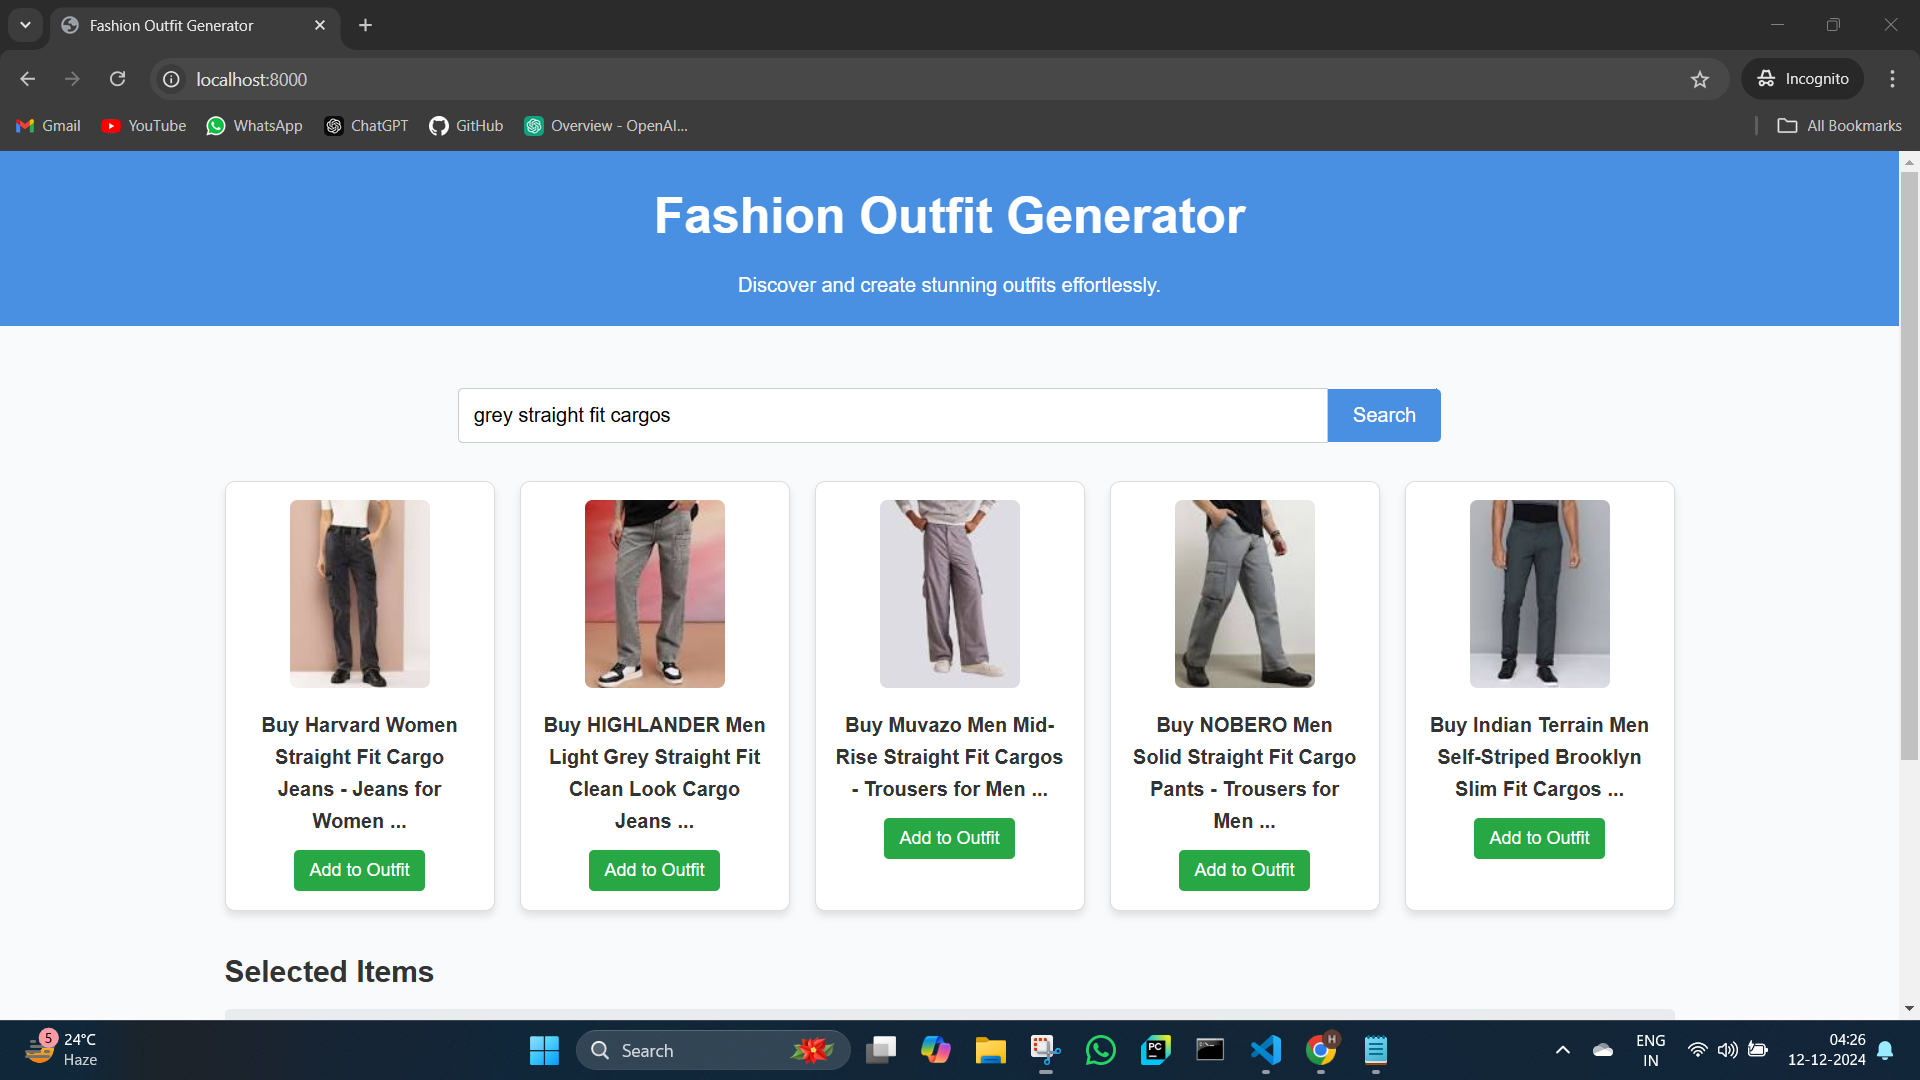 Fashion Outfit Generator
localhost:8000
Incognito
Gmail
YouTube
WhatsApp
ChatGPT
GitHub
Overview - OpenAI...
All Bookmarks
Fashion Outfit Generator
Discover and create stunning outfits effortlessly.
grey straight fit cargos
Search
Buy Harvard Women
Straight Fit Cargo
Jeans - Jeans for
Women ...
Add to Outfit
Buy HIGHLANDER Men
Light Grey Straight Fit
Clean Look Cargo
Jeans ...
Add to Outfit
Buy Muvazo Men Mid-
Rise Straight Fit Cargos
- Trousers for Men ...
Add to Outfit
Buy NOBERO Men
Solid Straight Fit Cargo
Pants - Trousers for
Men ...
Add to Outfit
Buy Indian Terrain Men
Self-Striped Brooklyn
Slim Fit Cargos ...
Add to Outfit
Selected Items
5
24°C
Haze
Search
PC
H
ENG
IN
04:26
12-12-2024